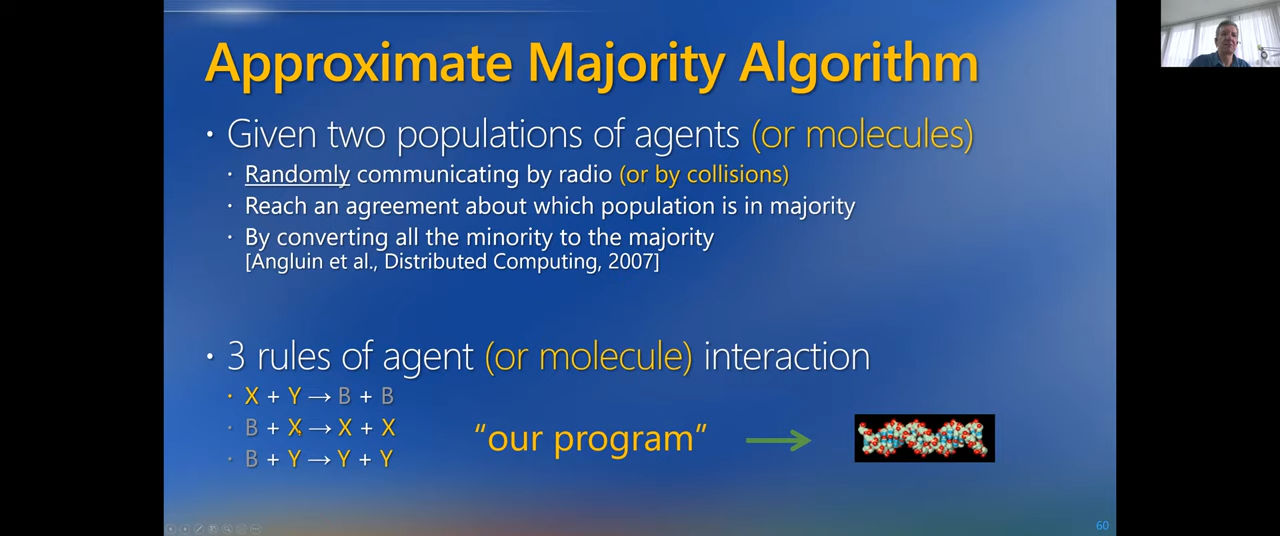 Approximate Majority Algorithm
• Given two populations of agents (or molecules)
• Randomly communicating by radio (or by collisions)
• Reach an agreement about which population is in majority
• By converting all the minority to the majority
[Angluin et al., Distributed Computing, 2007]
• 3 rules of agent (or molecule) interaction
• X + Y → B + B
• B + X → X + X
• B + Y → Y + Y
“our program” →
60